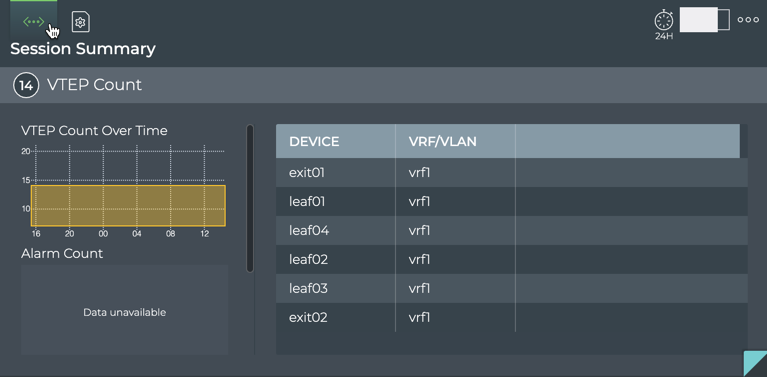 24H
Session Summary
14 VTEP Count
VTEP Count Over Time
20
15
10
16 20 00 04 08 12
Alarm Count
Data unavailable
DEVICE VRF/VLAN
exit01 vrf1
leaf01 vrf1
leaf04 vrf1
leaf02 vrf1
leaf03 vrf1
exit02 vrf1